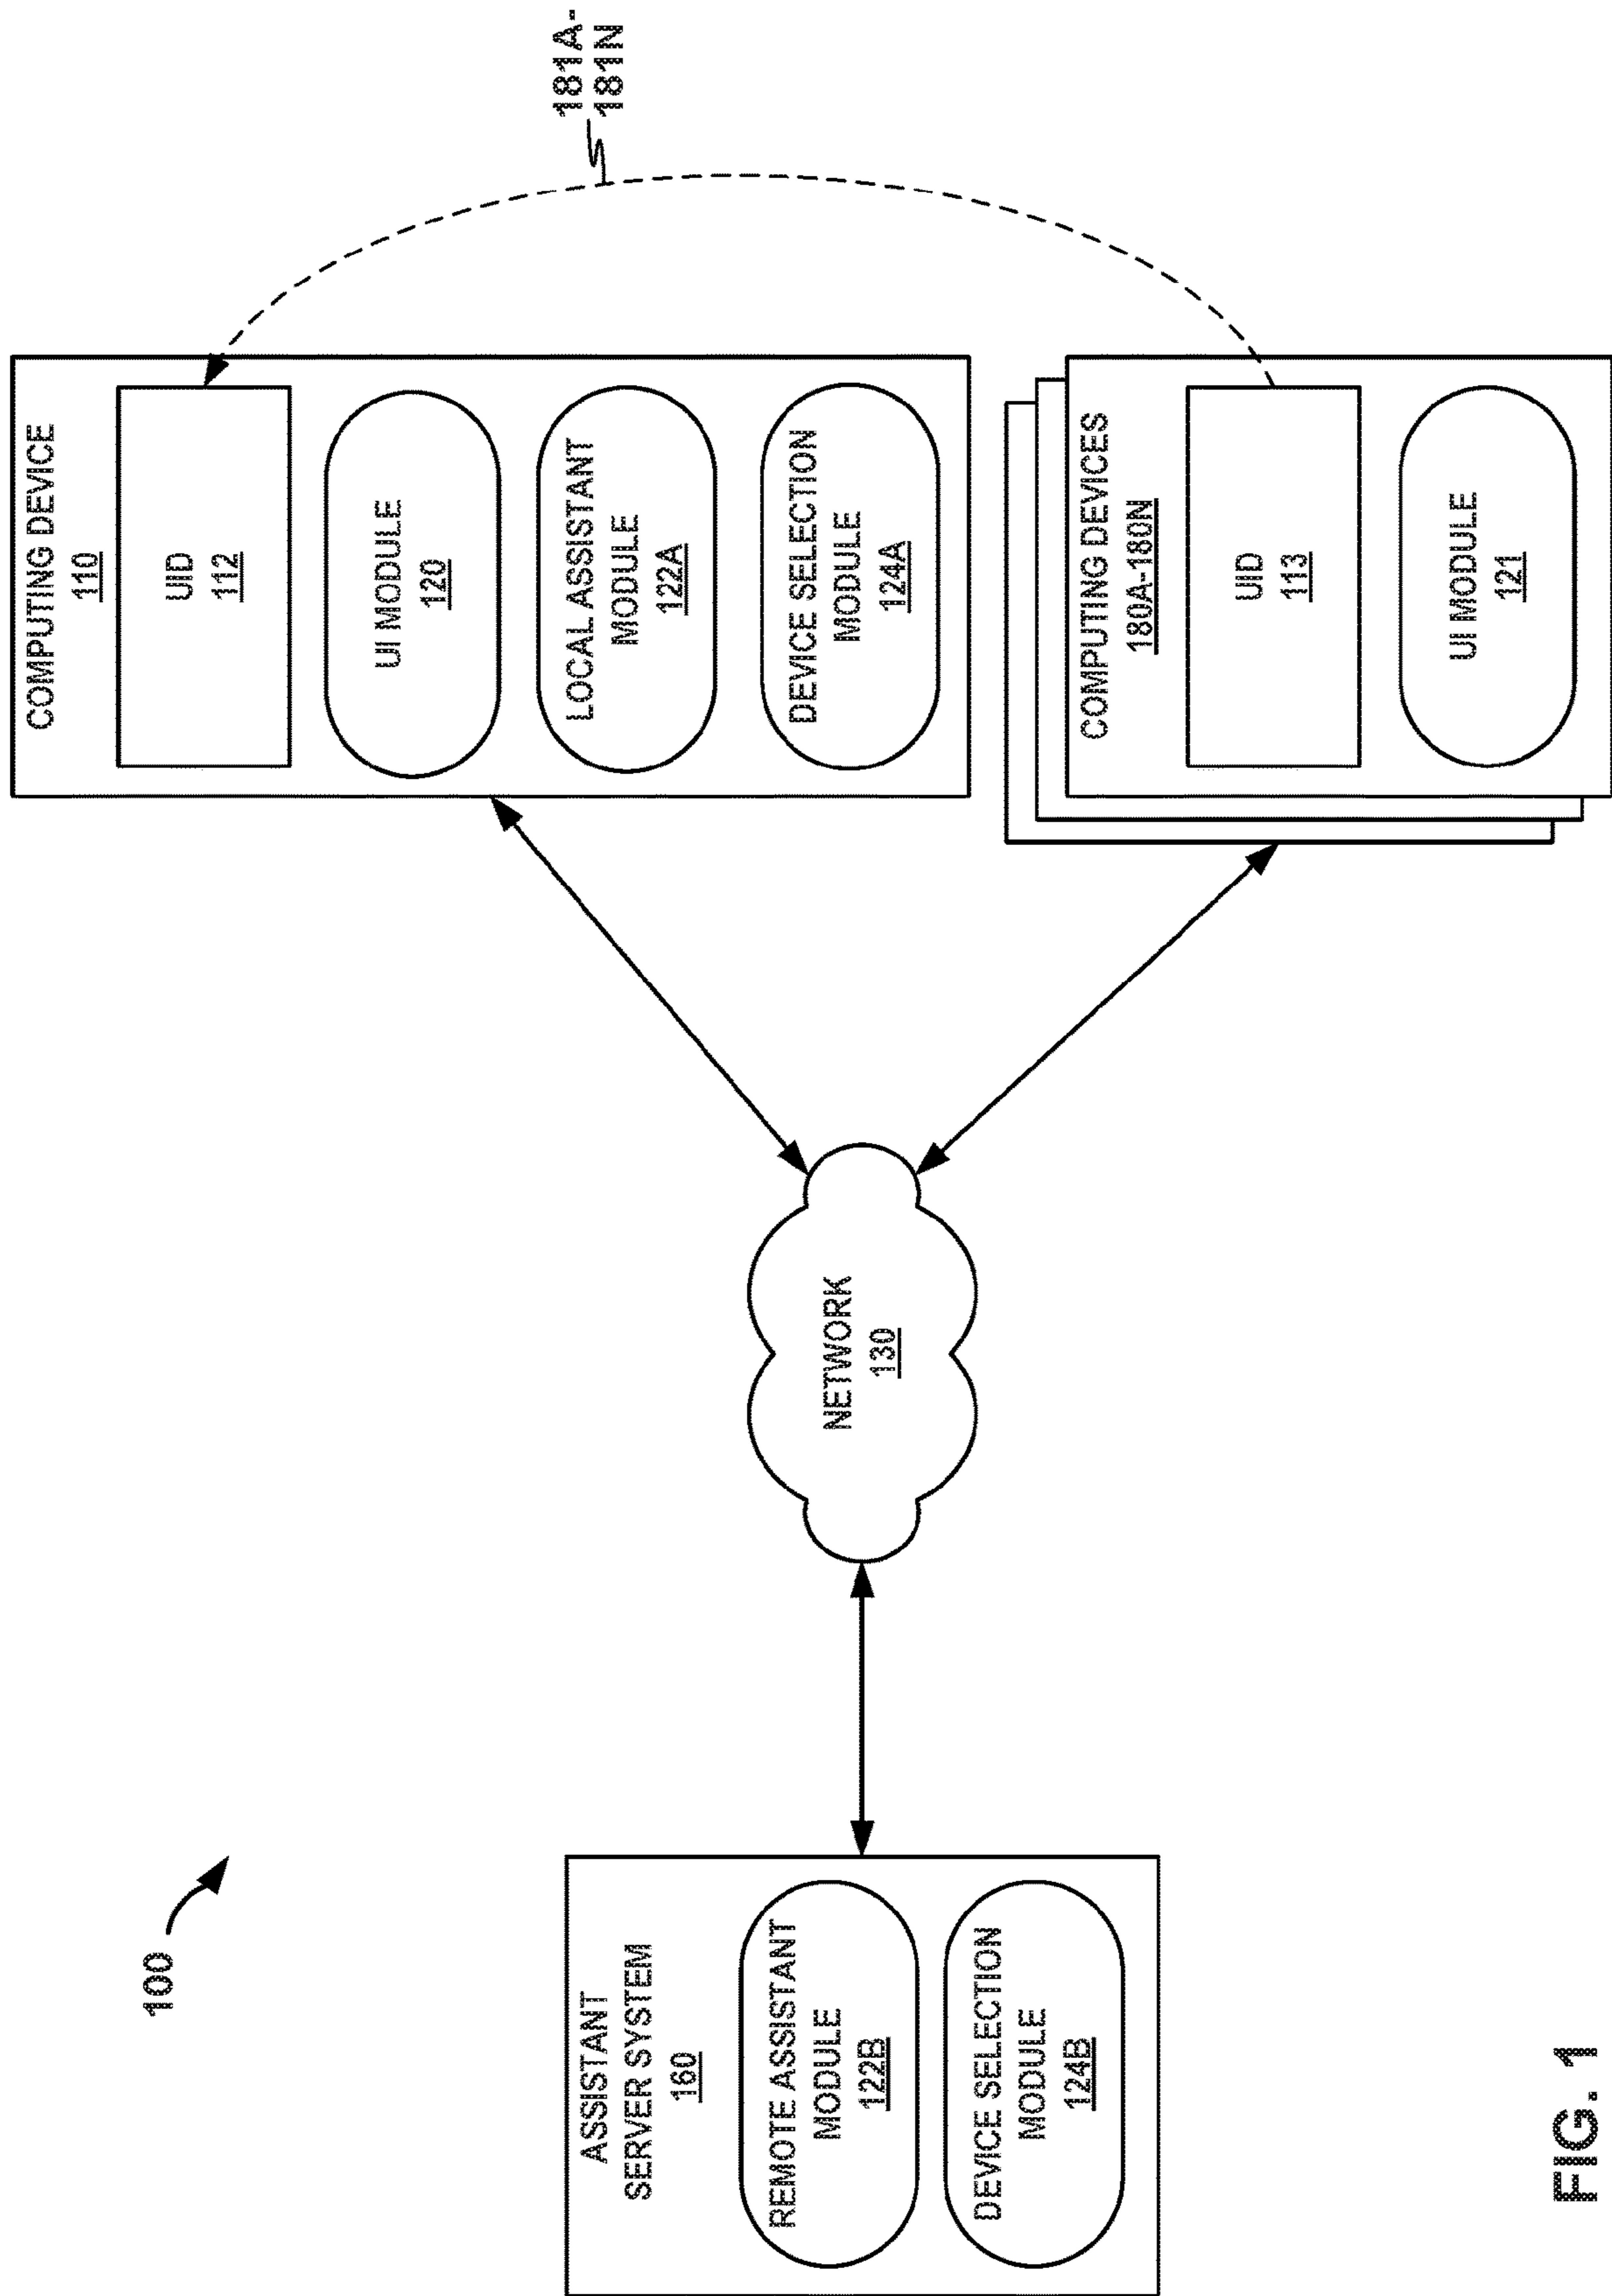 100
ASSISTANT
SERVER SYSTEM
160
REMOTE ASSISTANT
MODULE
122B
DEVICE SELECTION
MODULE
124B
NETWORK
130
COMPUTING DEVICE
110
UID
112
UI MODULE
120
LOCAL ASSISTANT
MODULE
122A
DEVICE SELECTION
MODULE
124A
181A-
181N
COMPUTING DEVICES
180A-180N
UID
113
UI MODULE
121
FIG. 1